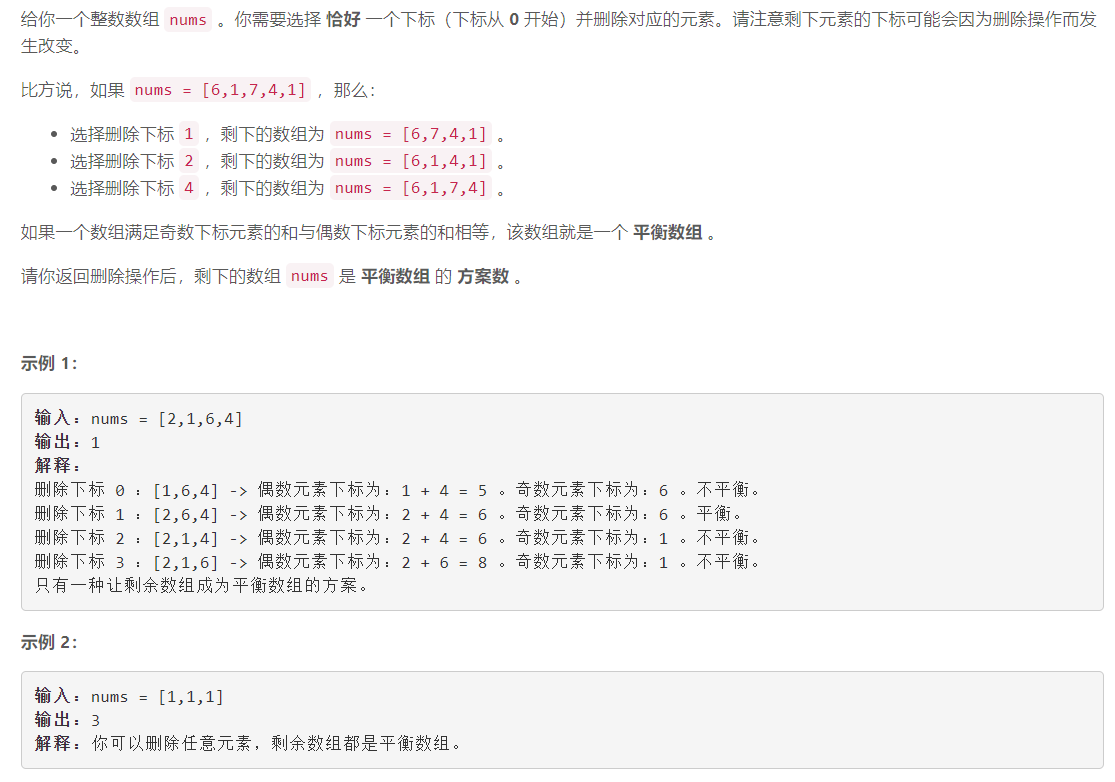 给你一个整数数组 nums 。你需要选择 恰好 一个下标（下标从 0 开始）并删除对应的元素。请注意剩下元素的下标可能会因为删除操作而发
生改变。
比方说，如果 nums = [6,1,7,4,1] ，那么：
• 选择删除下标 1 ，剩下的数组为 nums = [6,7,4,1] 。
• 选择删除下标 2 ，剩下的数组为 nums = [6,1,4,1] 。
• 选择删除下标 4 ，剩下的数组为 nums = [6,1,7,4] 。
如果一个数组满足奇数下标元素的和与偶数下标元素的和相等，该数组就是一个 平衡数组 。
请你返回删除操作后，剩下的数组 nums 是 平衡数组 的 方案数 。
示例 1：
输入：nums = [2,1,6,4]
输出：1
解释：
删除下标 0 ：[1,6,4] -> 偶数元素下标为：1 + 4 = 5 。奇数元素下标为：6 。不平衡。
删除下标 1 ：[2,6,4] -> 偶数元素下标为：2 + 4 = 6 。奇数元素下标为：6 。平衡。
删除下标 2 ：[2,1,4] -> 偶数元素下标为：2 + 4 = 6 。奇数元素下标为：1 。不平衡。
删除下标 3 ：[2,1,6] -> 偶数元素下标为：2 + 6 = 8 。奇数元素下标为：1 。不平衡。
只有一种让剩余数组成为平衡数组的方案。
示例 2：
输入：nums = [1,1,1]
输出：3
解释：你可以删除任意元素，剩余数组都是平衡数组。